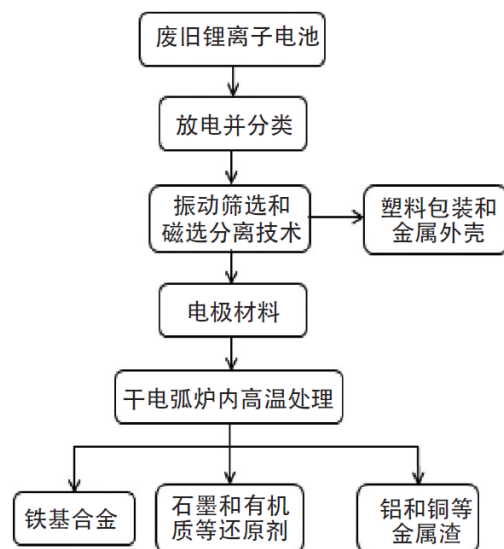 废旧锂离子电池
放电并分类
振动筛选和
磁选分离技术
塑料包装和
金属外壳
电极材料
干电弧炉内高温处理
铁基合金
石墨和有机
质等还原剂
铝和铜等
金属渣